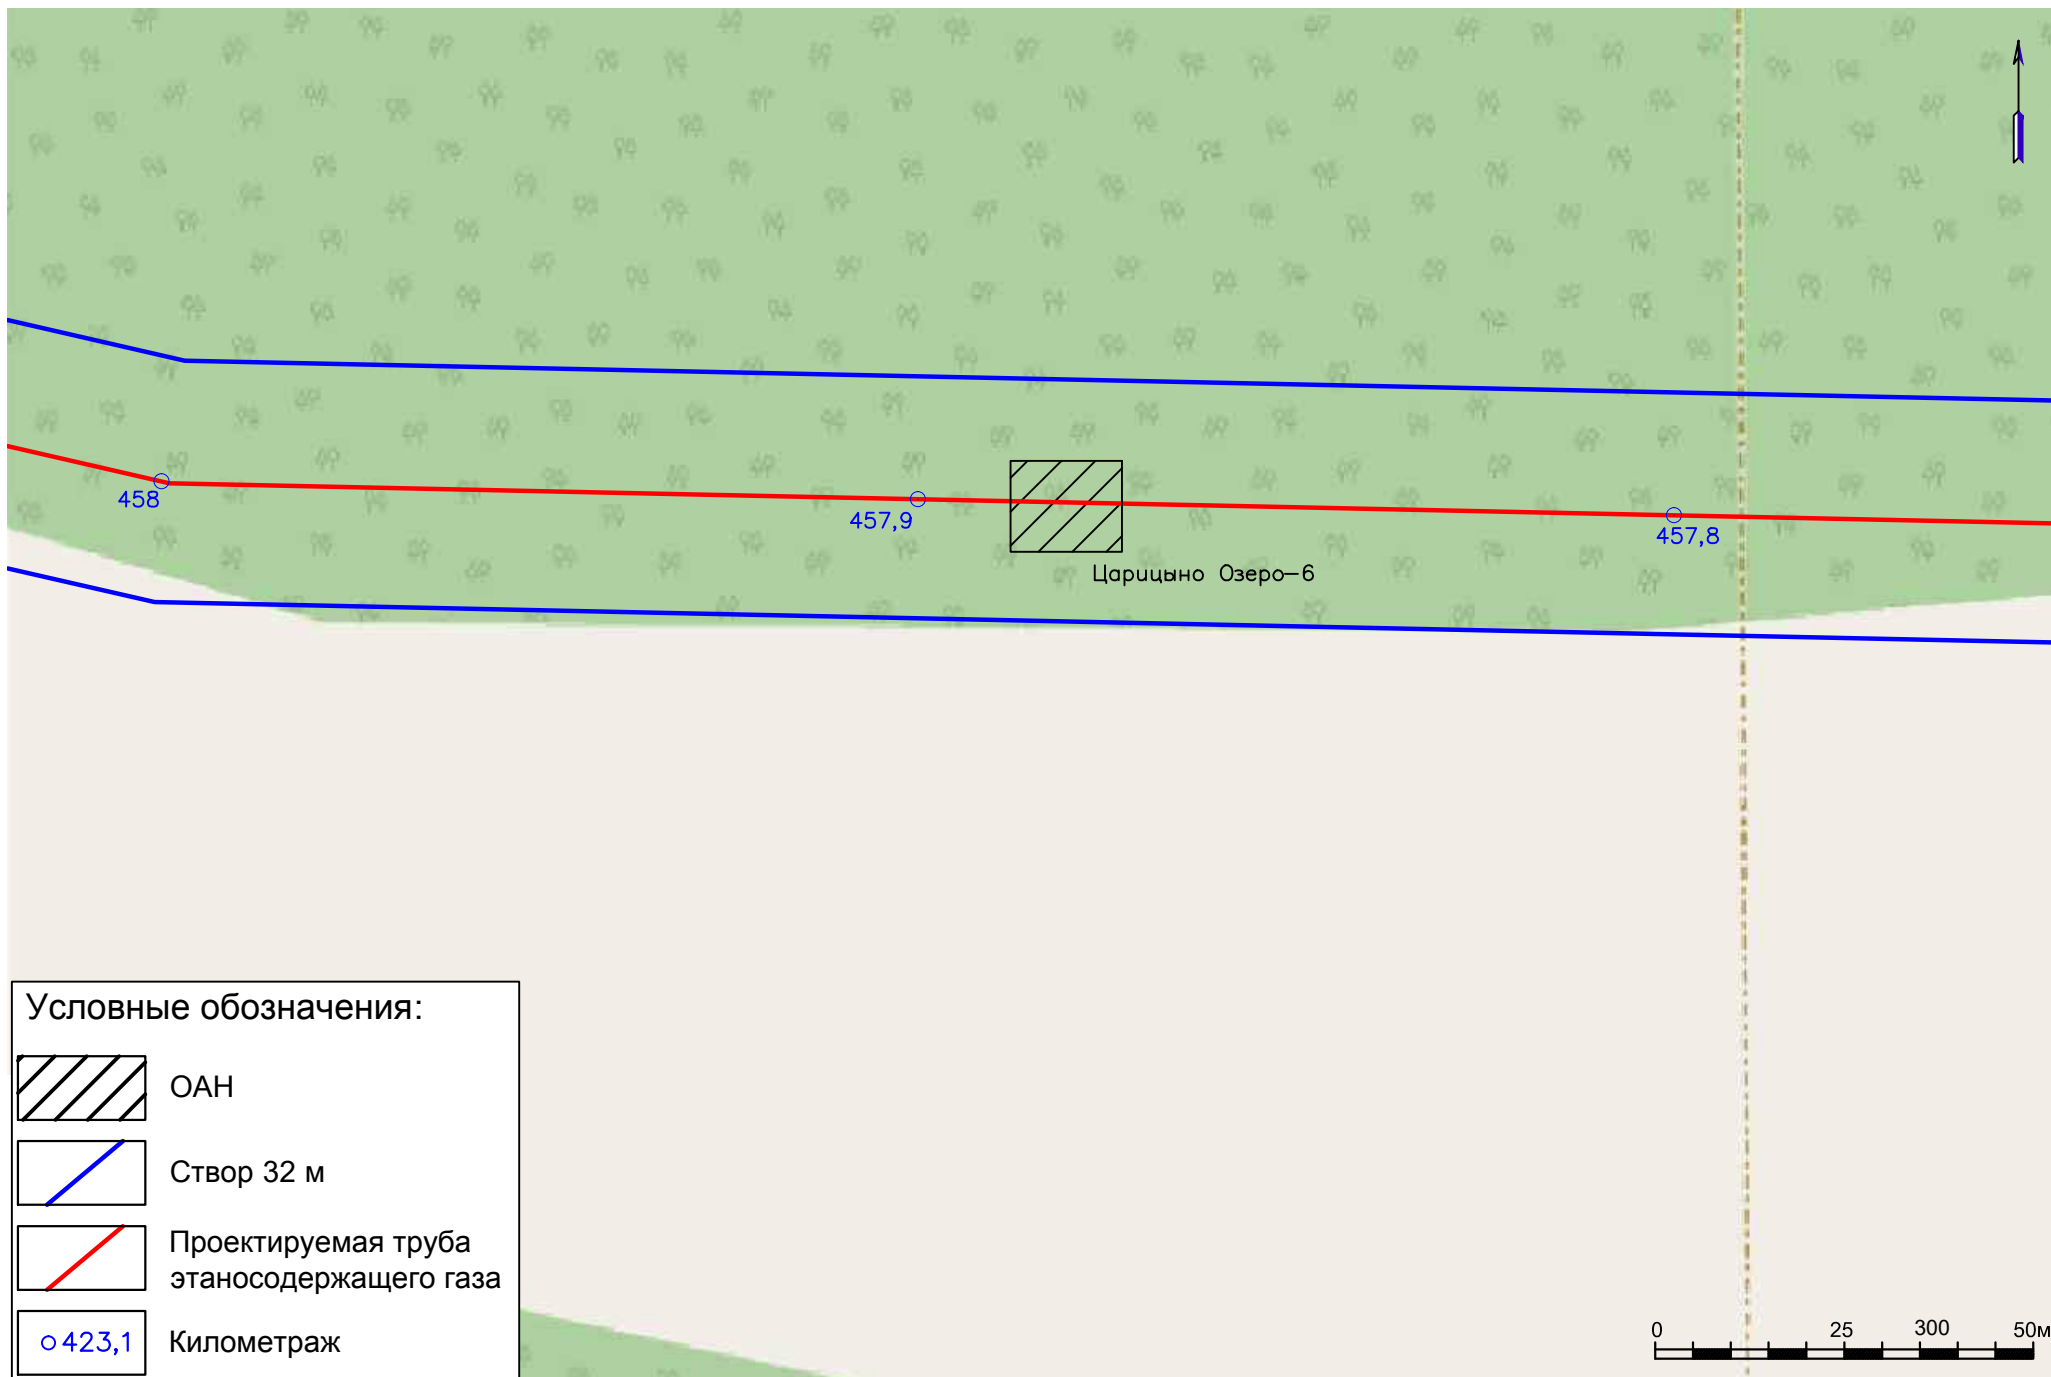 458
457,9
457,8
Царицыно Озеро-6
Условные обозначения:
ОАН
Створ 32 м
Проектируемая труба
этаносодержащего газа
423,1
Километраж
0 25 300 50м